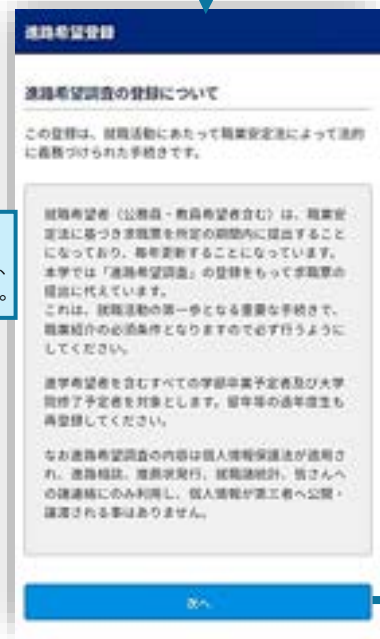 進路希望登録
進路希望調査の登録について
この登録は、就職活動にあたって職業安定法によって法的
に義務づけられた手続きです。
就職希望者（公務員・教員希望者含む）は、職業安
定法に基づき求職票を所定の期間内に提出すること
になっており、毎年更新することになっています。
本学では「進路希望調査」の登録をもって求職票の
提出に代えています。
これは、就職活動の第一歩となる重要な手続きで、
職業紹介の必須条件となりますので必ず行うように
してください。
進学希望者を含むすべての学部卒業予定者及び大学
院修了予定者を対象とします。留年等の過年度生も
再登録してください。
なお進路希望調査の内容は個人情報保護法が適用さ
れ、進路相談、推薦状発行、就職諸統計、皆さんへ
の諸連絡にのみ利用し、個人情報が第三者へ公開・
譲渡される事はありません。
、
。
次へ